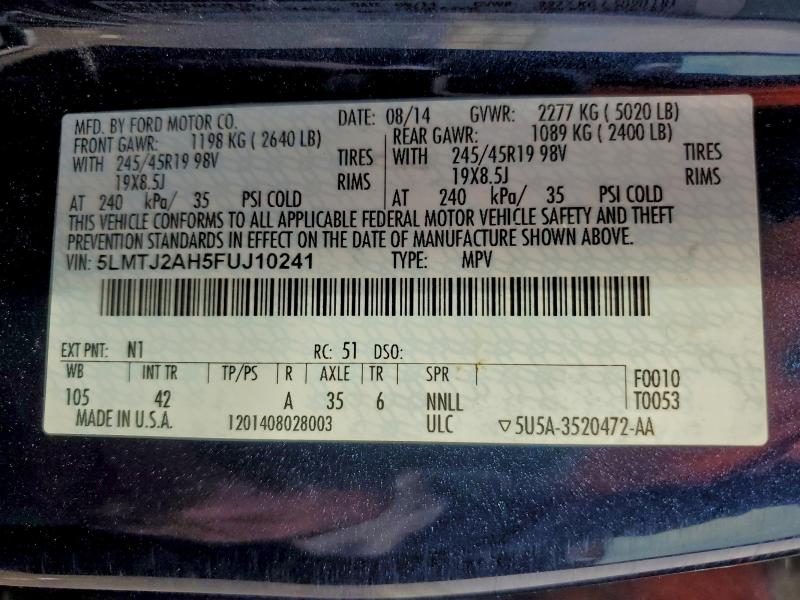 MFD. BY FORD MOTOR CO. DATE: 08/14 GVWR: 2277 KG ( 5020 LB)
FRONT GAWR: 1198 KG ( 2640 LB) REAR GAWR: 1089 KG ( 2400 LB)
WITH 245/45R19 98V TIRES WITH 245/45R19 98V TIRES
19X8.5J RIMS 19X8.5J RIMS
AT 240 kPa/ 35 PSI COLD AT 240 kPa/ 35 PSI COLD
THIS VEHICLE CONFORMS TO ALL APPLICABLE FEDERAL MOTOR VEHICLE SAFETY AND THEFT
PREVENTION STANDARDS IN EFFECT ON THE DATE OF MANUFACTURE SHOWN ABOVE.
VIN: 5LMTJ2AH5FUJ10241 TYPE: MPV
EXT PNT: N1 RC: 51 DSO:
WB INT TR TP/PS R AXLE TR SPR F0010
105 42 A 35 6 NNLL T0053
MADE IN U.S.A. 1201408028003 ULC ▽5U5A-3520472-AA